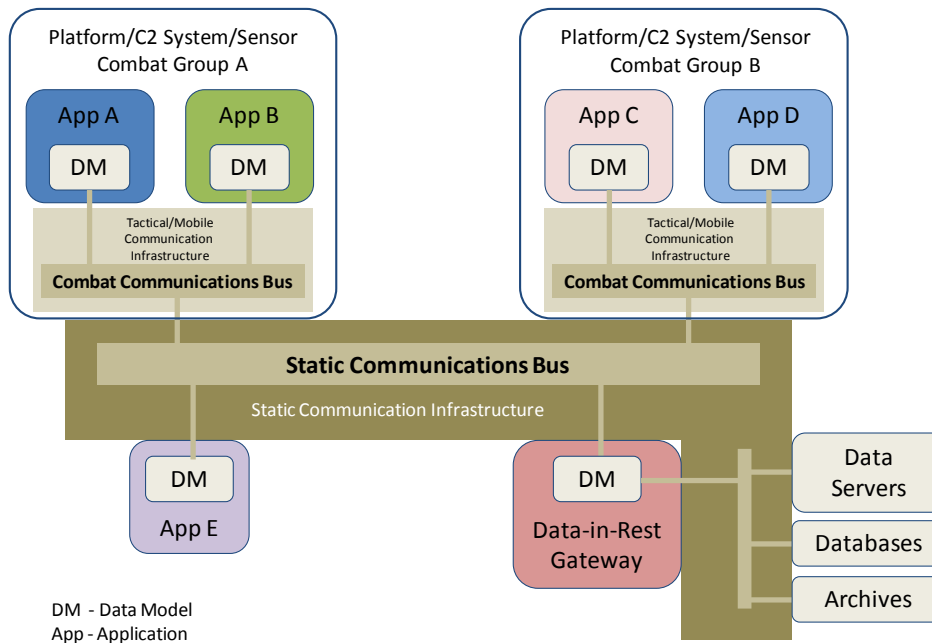 Platform/C2 System/Sensor
Combat Group A
App A
App B
DM
DM
Tactical/Mobile
Communication
Infrastructure
Combat Communications Bus
Platform/C2 System/Sensor
Combat Group B
App C
App D
DM
DM
Tactical/Mobile
Communication
Infrastructure
Combat Communications Bus
Static Communications Bus
Static Communication Infrastructure
DM
App E
DM
Data-in-Rest
Gateway
Data
Servers
Databases
Archives
DM - Data Model
App - Application